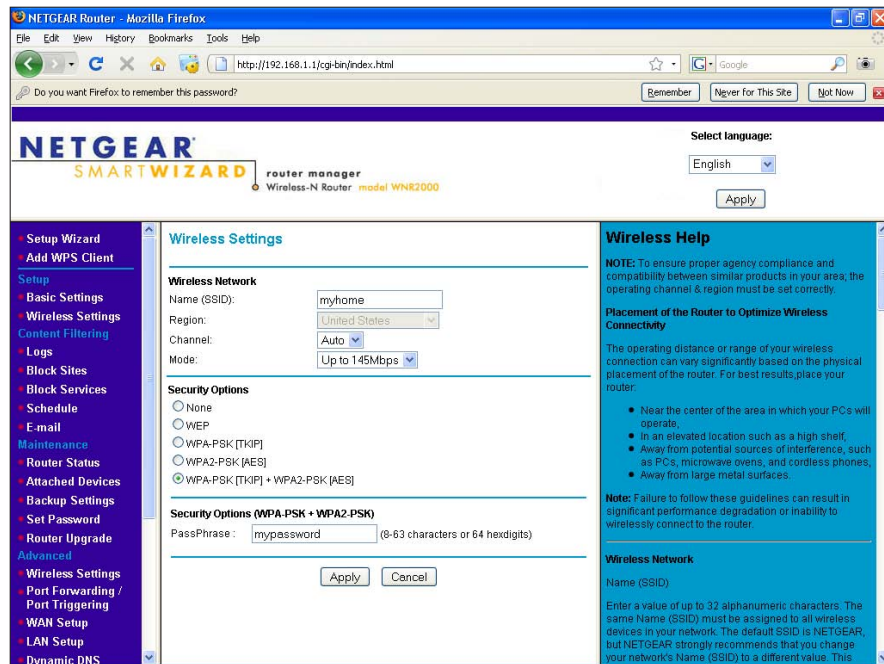 NETGEAR Router - Mozilla Firefox
File Edit View History Bookmarks Tools Help
http://192.168.1.1/cgi-bin/index.html
G Google
Do you want Firefox to remember this password?
Remember Never for This Site Not Now
NETGEAR
SMARTWIZARD router manager
Wireless-N Router model WNR2000
Select language:
English
Apply
Setup Wizard
Add WPS Client
Setup
Basic Settings
Wireless Settings
Content Filtering
Logs
Block Sites
Block Services
Schedule
E-mail
Maintenance
Router Status
Attached Devices
Backup Settings
Set Password
Router Upgrade
Advanced
Wireless Settings
Port Forwarding /
Port Triggering
WAN Setup
LAN Setup
Dynamic DNS
Wireless Settings
Wireless Network
Name (SSID): myhome
Region: United States
Channel: Auto
Mode: Up to 145Mbps
Security Options
None
WEP
WPA-PSK [TKIP]
WPA2-PSK [AES]
WPA-PSK [TKIP] + WPA2-PSK [AES]
Security Options (WPA-PSK + WPA2-PSK)
PassPhrase : mypassword (8-63 characters or 64 hexdigits)
Apply Cancel
Wireless Help
NOTE: To ensure proper agency compliance and
compatibility between similar products in your area; the
operating channel & region must be set correctly.
Placement of the Router to Optimize Wireless
Connectivity
The operating distance or range of your wireless
connection can vary significantly based on the physical
placement of the router. For best results,place your
router:
Near the center of the area in which your PCs will
operate,
In an elevated location such as a high shelf,
Away from potential sources of interference, such
as PCs, microwave ovens, and cordless phones,
Away from large metal surfaces.
Note: Failure to follow these guidelines can result in
significant performance degradation or inability to
wirelessly connect to the router.
Wireless Network
Name (SSID)
Enter a value of up to 32 alphanumeric characters. The
same Name (SSID) must be assigned to all wireless
devices in your network. The default SSID is NETGEAR,
but NETGEAR strongly recommends that you change
your network's Name (SSID) to a different value. This